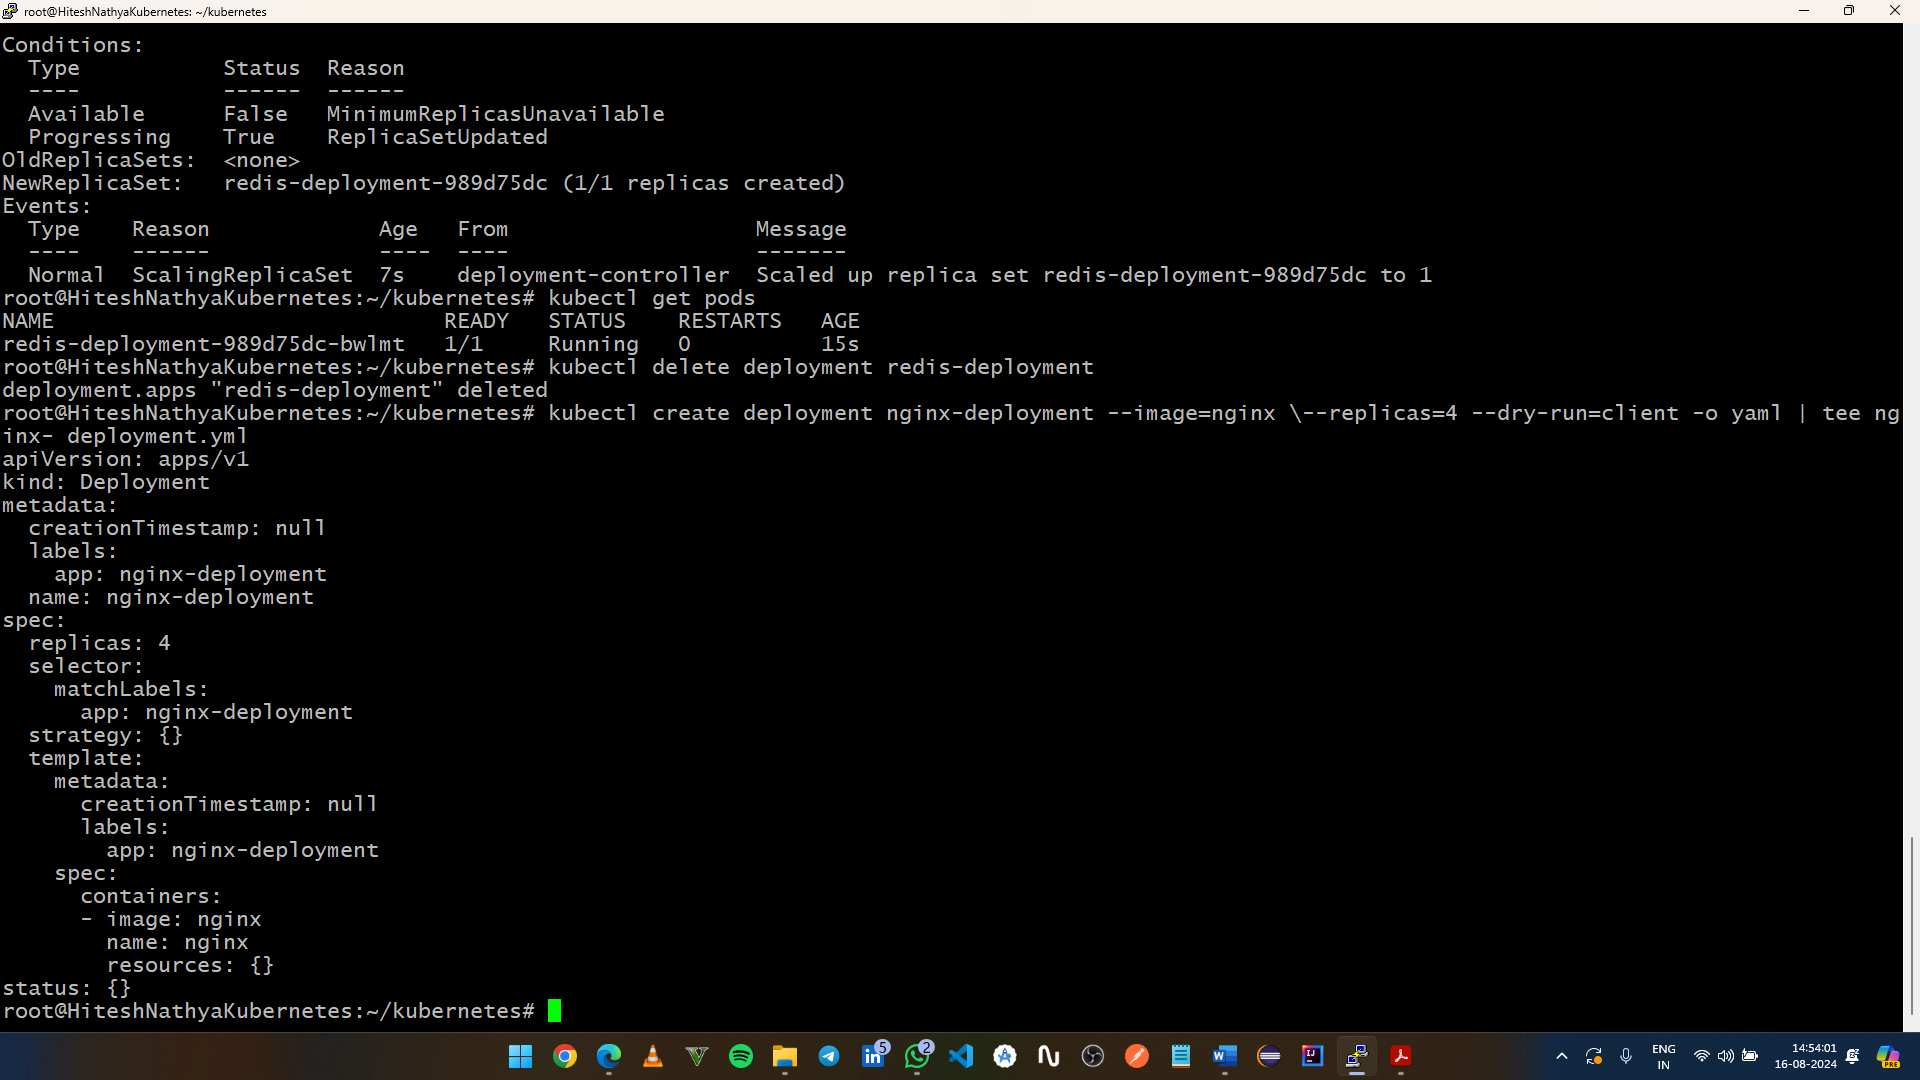 root@HiteshNathyaKubernetes: ~/kubernetes
Conditions:
  Type           Status  Reason
  ----           ------  ------
  Available      False   MinimumReplicasUnavailable
  Progressing    True    ReplicaSetUpdated
OldReplicaSets:  <none>
NewReplicaSet:   redis-deployment-989d75dc (1/1 replicas created)
Events:
  Type    Reason             Age   From                   Message
  ----    ------             ----  ----                   -------
  Normal  ScalingReplicaSet  7s    deployment-controller  Scaled up replica set redis-deployment-989d75dc to 1
root@HiteshNathyaKubernetes:~/kubernetes# kubectl get pods
NAME                              READY   STATUS    RESTARTS   AGE
redis-deployment-989d75dc-bwlmt   1/1     Running   0          15s
root@HiteshNathyaKubernetes:~/kubernetes# kubectl delete deployment redis-deployment
deployment.apps "redis-deployment" deleted
root@HiteshNathyaKubernetes:~/kubernetes# kubectl create deployment nginx-deployment --image=nginx \--replicas=4 --dry-run=client -o yaml | tee ng
inx- deployment.yml
apiVersion: apps/v1
kind: Deployment
metadata:
  creationTimestamp: null
  labels:
    app: nginx-deployment
  name: nginx-deployment
spec:
  replicas: 4
  selector:
    matchLabels:
      app: nginx-deployment
  strategy: {}
  template:
    metadata:
      creationTimestamp: null
      labels:
        app: nginx-deployment
    spec:
      containers:
      - image: nginx
        name: nginx
        resources: {}
status: {}
root@HiteshNathyaKubernetes:~/kubernetes#
5
2
ENG
IN
14:54:01
16-08-2024
PRE